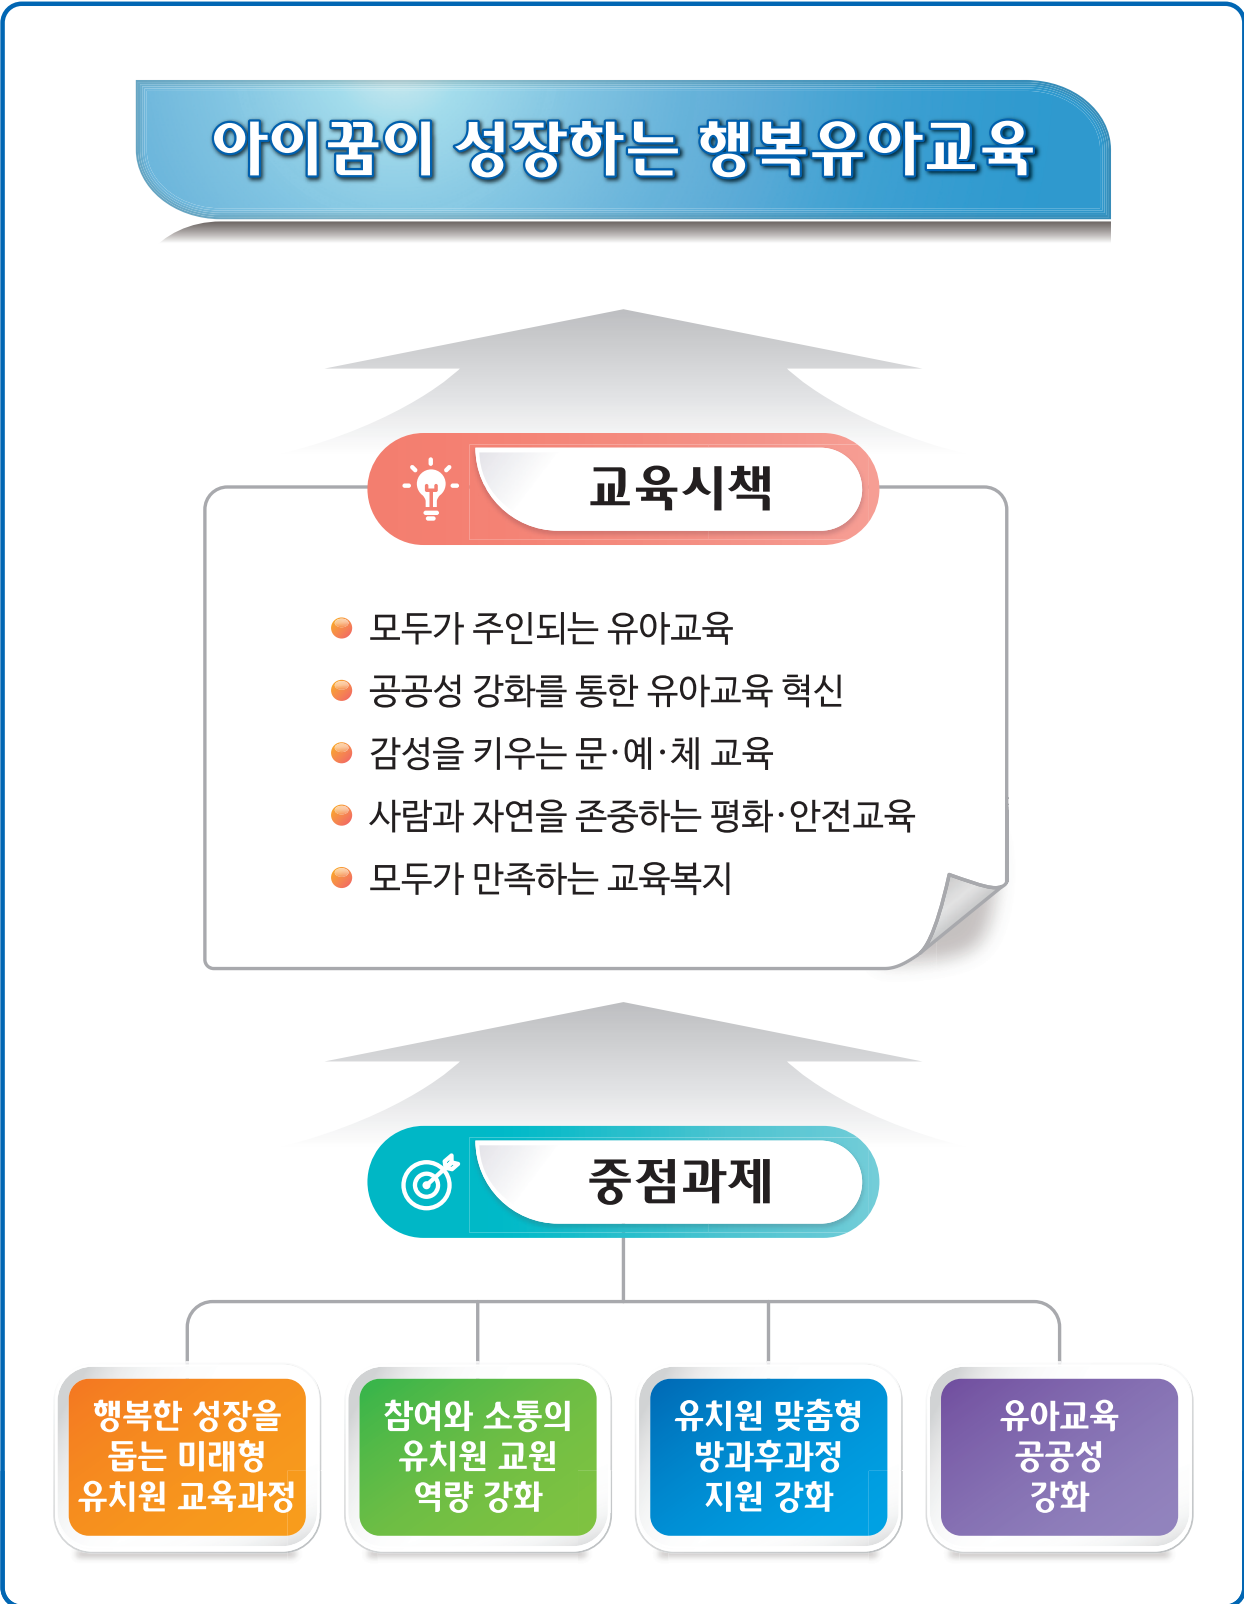 아이꿈이 성장하는 행복유아교육
교육시책
모두가 주인되는 유아교육
공공성 강화를 통한 유아교육 혁신
감성을 키우는 문·예·체 교육
사람과 자연을 존중하는 평화·안전교육
모두가 만족하는 교육복지
중점과제
행복한 성장을
돕는 미래형
유치원 교육과정
참여와 소통의
유치원 교원
역량 강화
유치원 맞춤형
방과후과정
지원 강화
유아교육
공공성
강화